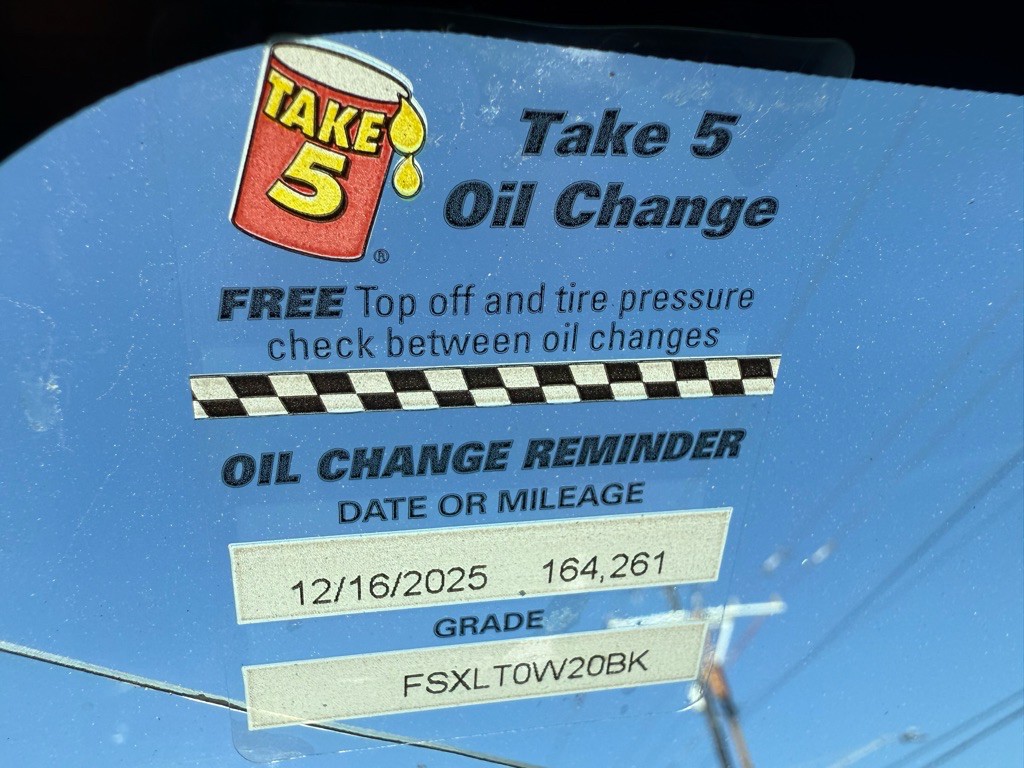 TAKE
5
®
Take 5
Oil Change
FREE Top off and tire pressure
check between oil changes
OIL CHANGE REMINDER
DATE OR MILEAGE
12/16/2025 164,261
GRADE
FSXLT0W20BK